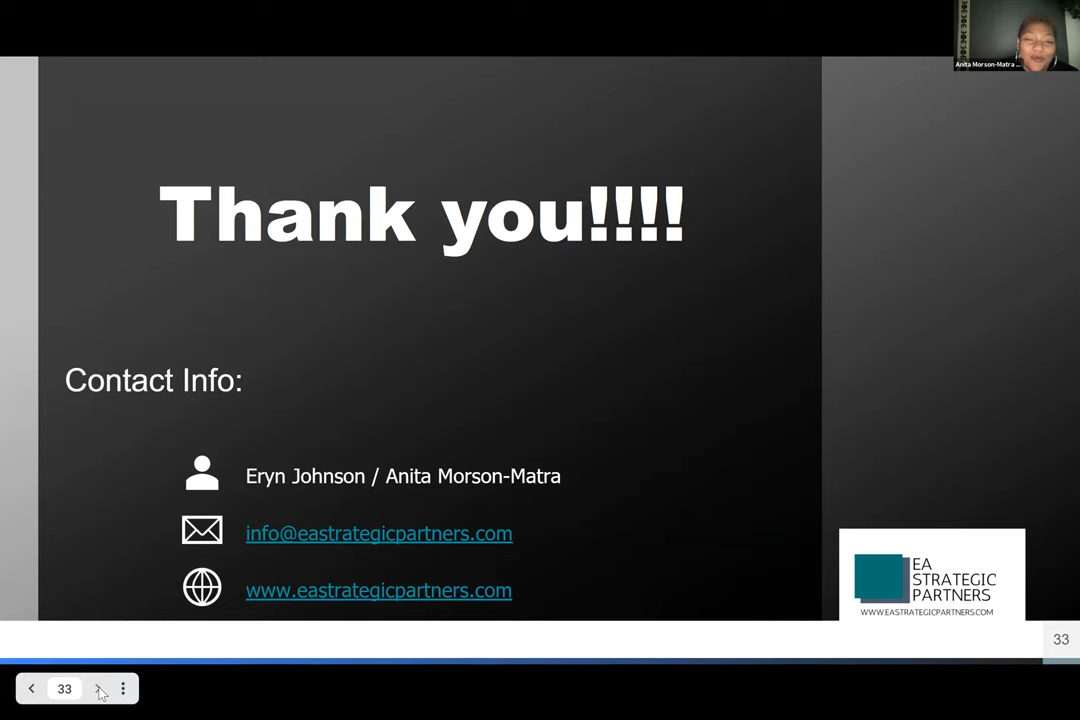 Anita Morson-Matra ...
Thank you!!!!
Contact Info:
Eryn Johnson / Anita Morson-Matra
info@eastrategicpartners.com
www.eastrategicpartners.com
EA
STRATEGIC
PARTNERS
WWW.EASTRATEGICPARTNERS.COM
33
33